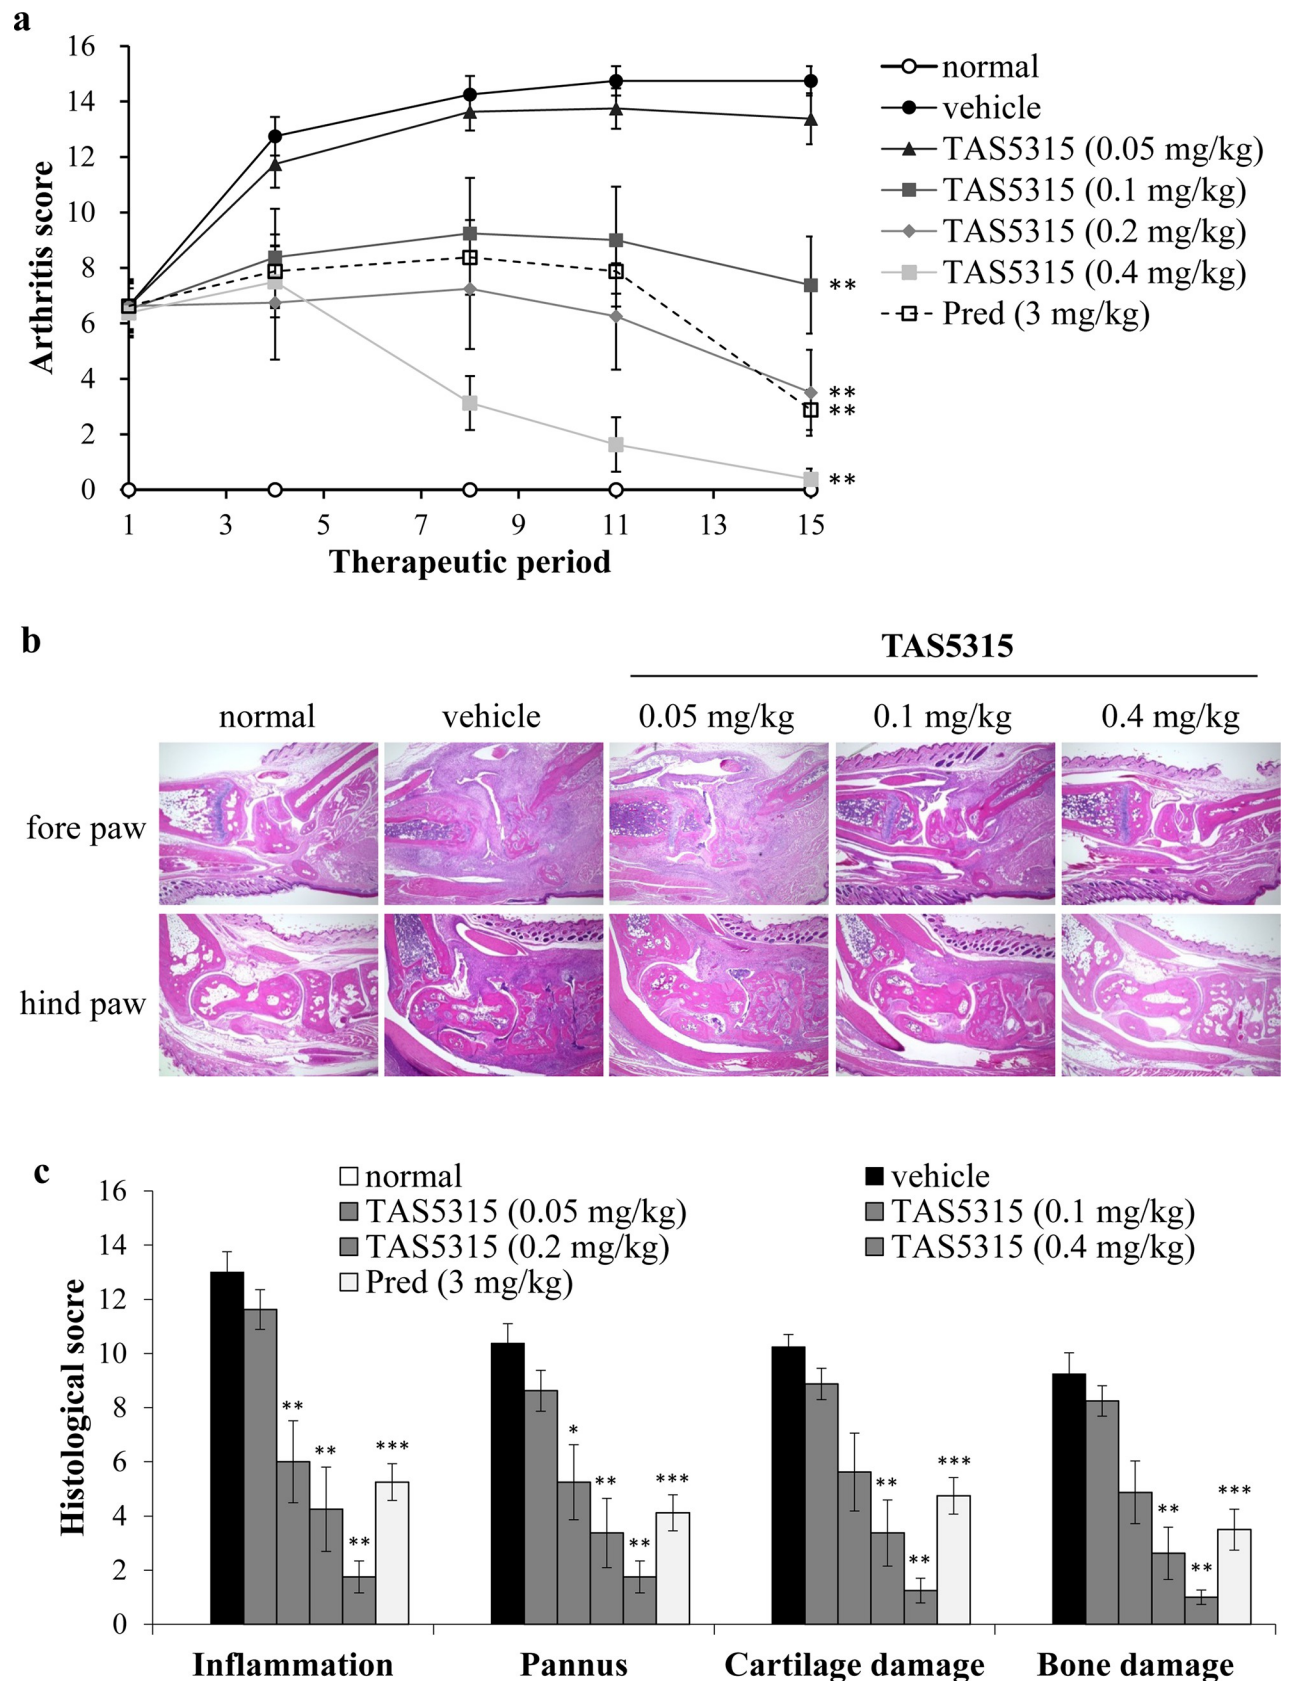 a
16
14
12
10
8
6
4
2
0
Arthritis score
1 3 5 7 9 11 13 15
Therapeutic period
**
**
**
**
normal
vehicle
TAS5315 (0.05 mg/kg)
TAS5315 (0.1 mg/kg)
TAS5315 (0.2 mg/kg)
TAS5315 (0.4 mg/kg)
Pred (3 mg/kg)
b
TAS5315
normal vehicle 0.05 mg/kg 0.1 mg/kg 0.4 mg/kg
fore paw
hind paw
c
normal vehicle
TAS5315 (0.05 mg/kg) TAS5315 (0.1 mg/kg)
TAS5315 (0.2 mg/kg) TAS5315 (0.4 mg/kg)
Pred (3 mg/kg)
16
14
12
10
8
6
4
2
0
Histological socre
** ** ** ***
* ** ** ***
** ** ***
** ** ***
Inflammation Pannus Cartilage damage Bone damage